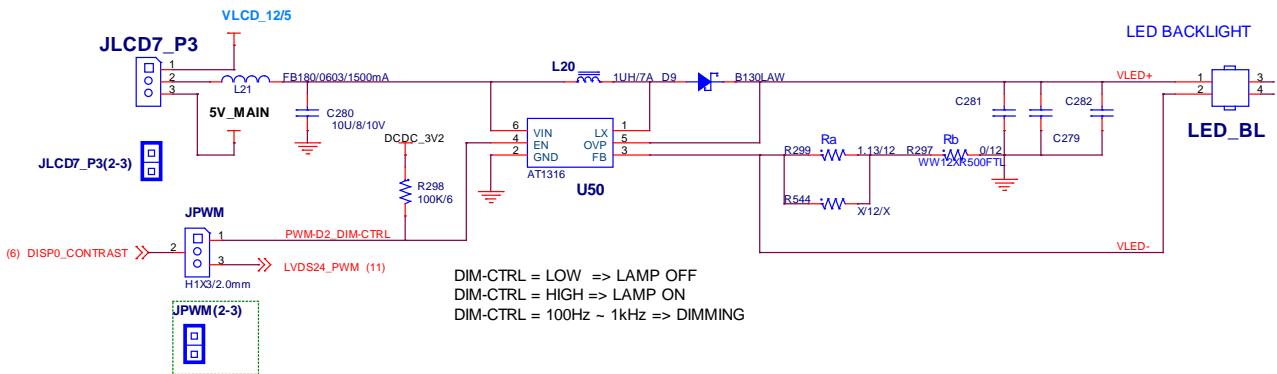 VLCD_12/5
LED BACKLIGHT
JLCD7_P3
1
2
3
L21
FB180/0603/1500mA
L20
1UH/7A
D9
B130LAW
VLED+
1
2
3
4
LED_BL
C280
10U/8/10V
5V_MAIN
C281
C282
C279
JLCD7_P3(2-3)
DCDC_3V2
6
4
2
VIN
EN
GND
LX
OVP
FB
1
5
3
AT1316
U50
R298
100K/6
Ra
R299
1.13/12
Rb
R297
0/12
WW12XR500FTL
R544
X/12/X
JPWM
1
2
3
PWM-D2_DIM-CTRL
VLED-
(6) DISP0_CONTRAST
LVDS24_PWM (11)
H1X3/2.0mm
DIM-CTRL = LOW => LAMP OFF
DIM-CTRL = HIGH => LAMP ON
DIM-CTRL = 100Hz ~ 1kHz => DIMMING
JPWM(2-3)